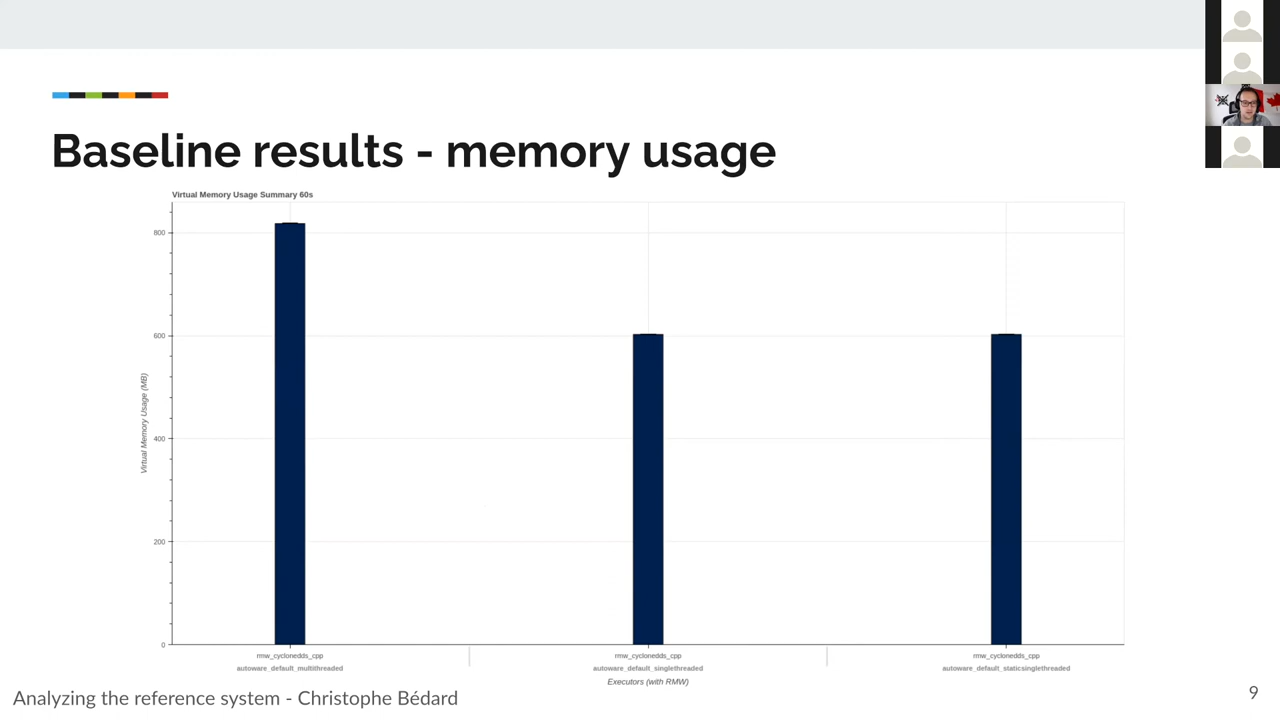 Baseline results - memory usage
Virtual Memory Usage Summary 60s
800
600
400
200
0
Virtual Memory Usage (MB)
rmw_cyclonedds_cpp
autoware_default_multithreaded
rmw_cyclonedds_cpp
autoware_default_singlethreaded
rmw_cyclonedds_cpp
autoware_default_staticsinglethreaded
Executors (with RMW)
Analyzing the reference system - Christophe Bédard
9